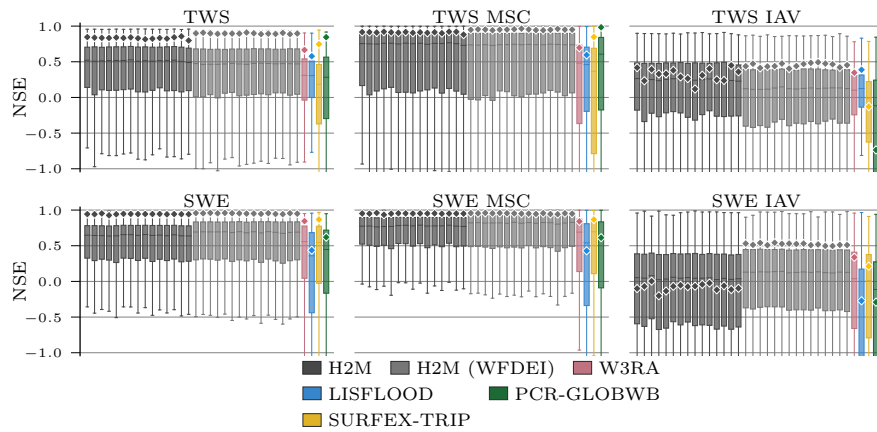 TWS TWS MSC TWS IAV
NSE
1.0
0.5
0.0
−0.5
−1.0
SWE SWE MSC SWE IAV
NSE
1.0
0.5
0.0
−0.5
−1.0
H2M H2M (WFDEI) W3RA
LISFLOOD PCR-GLOBWB
SURFEX-TRIP